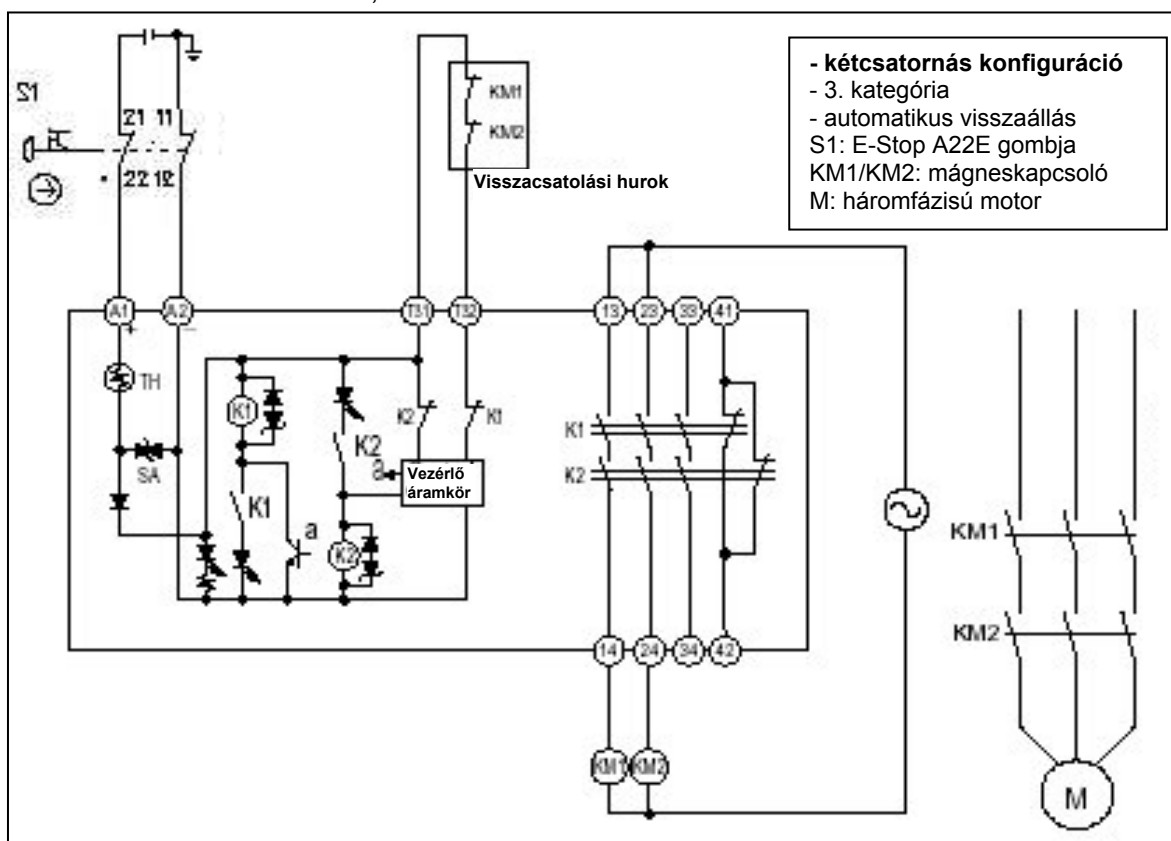 - kétcsatornás konfiguráció
- 3. kategória
- automatikus visszaállás
S1: E-Stop A22E gombja
KM1/KM2: mágneskapcsoló
M: háromfázisú motor
S1
21 11
22 12
KM1
KM2
Visszacsatolási hurok
A1
A2
T31
T32
13
23
33
41
+
−
TH
K1
K2
K2
K1
SA
K1
a
a
Vezérlő
áramkör
K2
K1
K2
KM1
KM2
14
24
34
42
KM1
KM2
M